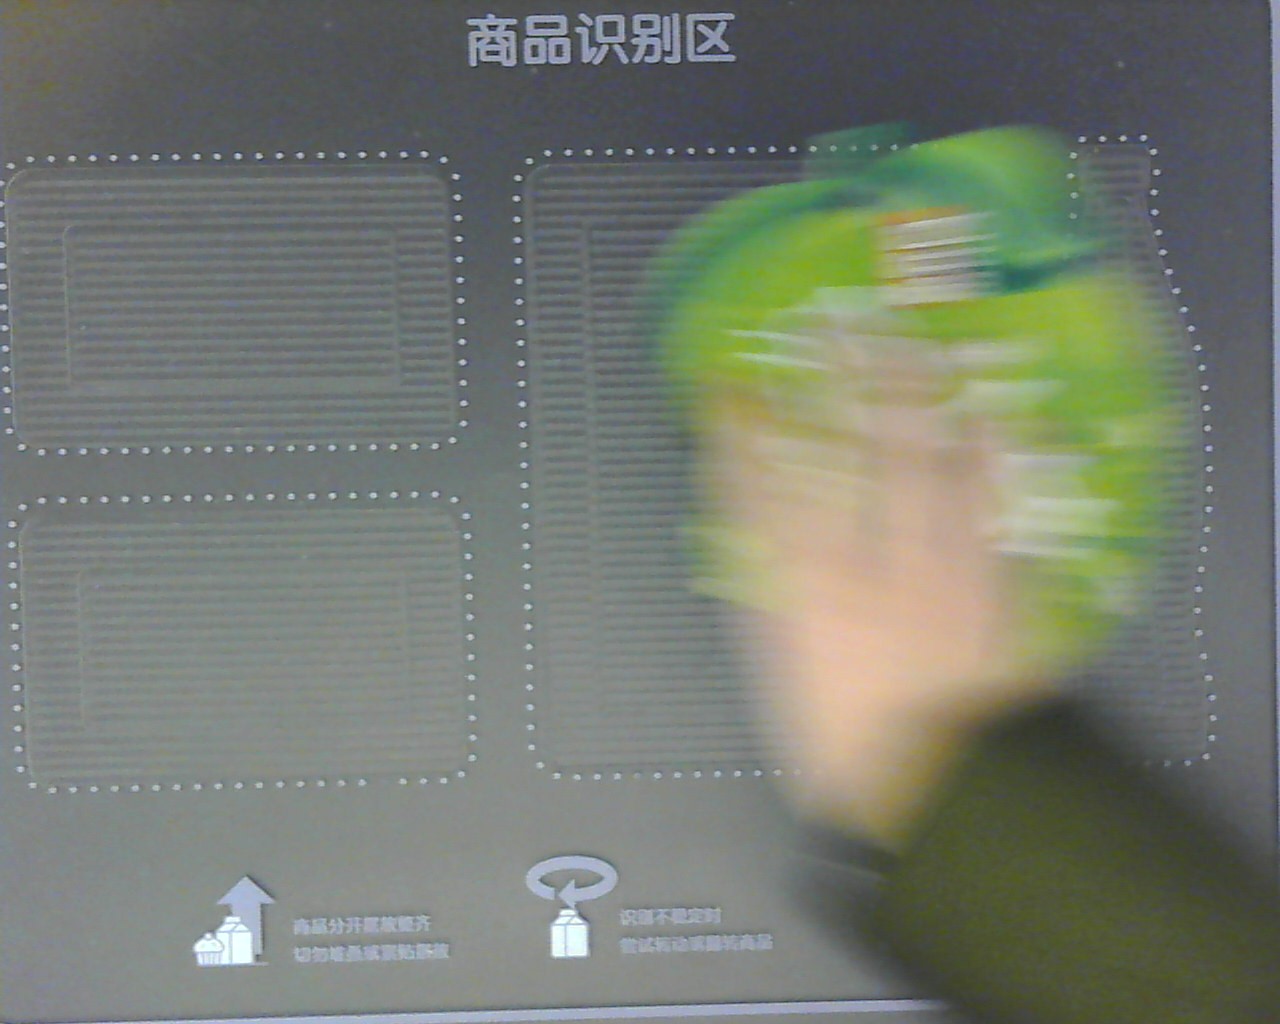 商品识别区
商品分开摆放整齐
切勿堆叠或紧贴摆放
识别不稳定时
尝试转动或翻转商品